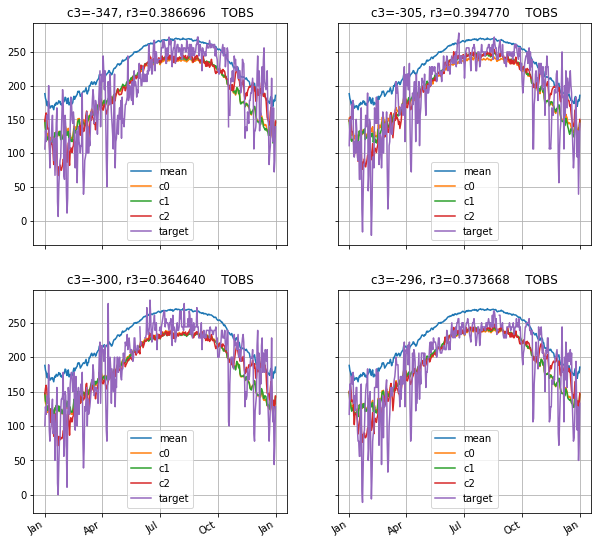 c3=-347, r3=0.386696 TOBS
c3=-305, r3=0.394770 TOBS
250
200
150
100
50
0
mean
c0
c1
c2
target
mean
c0
c1
c2
target
c3=-300, r3=0.364640 TOBS
c3=-296, r3=0.373668 TOBS
250
200
150
100
50
0
mean
c0
c1
c2
target
mean
c0
c1
c2
target
Jan Apr Jul Oct Jan
Jan Apr Jul Oct Jan